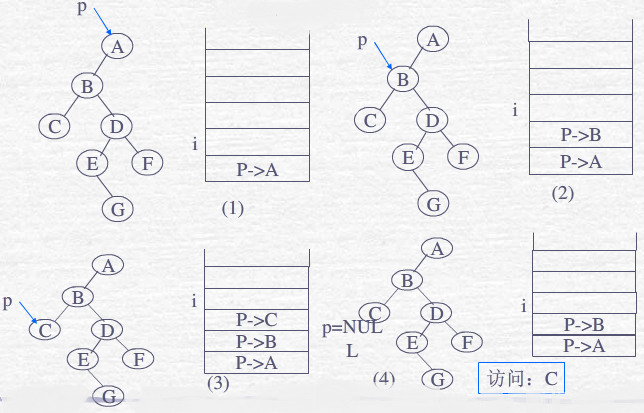 p
A
B
C
D
E
F
G
i
P->A
(1)
p
A
B
C
D
E
F
G
i
P->B
P->A
(2)
p
A
B
C
D
E
F
G
i
P->C
P->B
P->A
(3)
p=NUL
L
A
B
C
D
E
F
G
i
P->B
P->A
(4)
访问：C